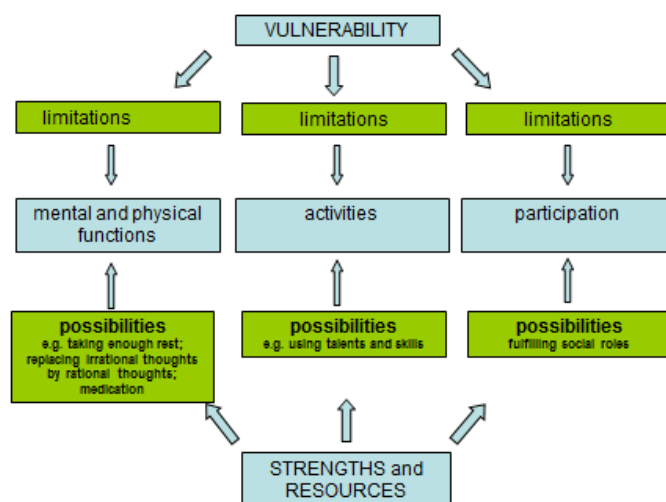 VULNERABILITY
limitations
limitations
limitations
mental and physical
functions
activities
participation
possibilities
e.g. taking enough rest;
replacing irrational thoughts
by rational thoughts;
medication
possibilities
e.g. using talents and skills
possibilities
fulfilling social roles
STRENGTHS and
RESOURCES